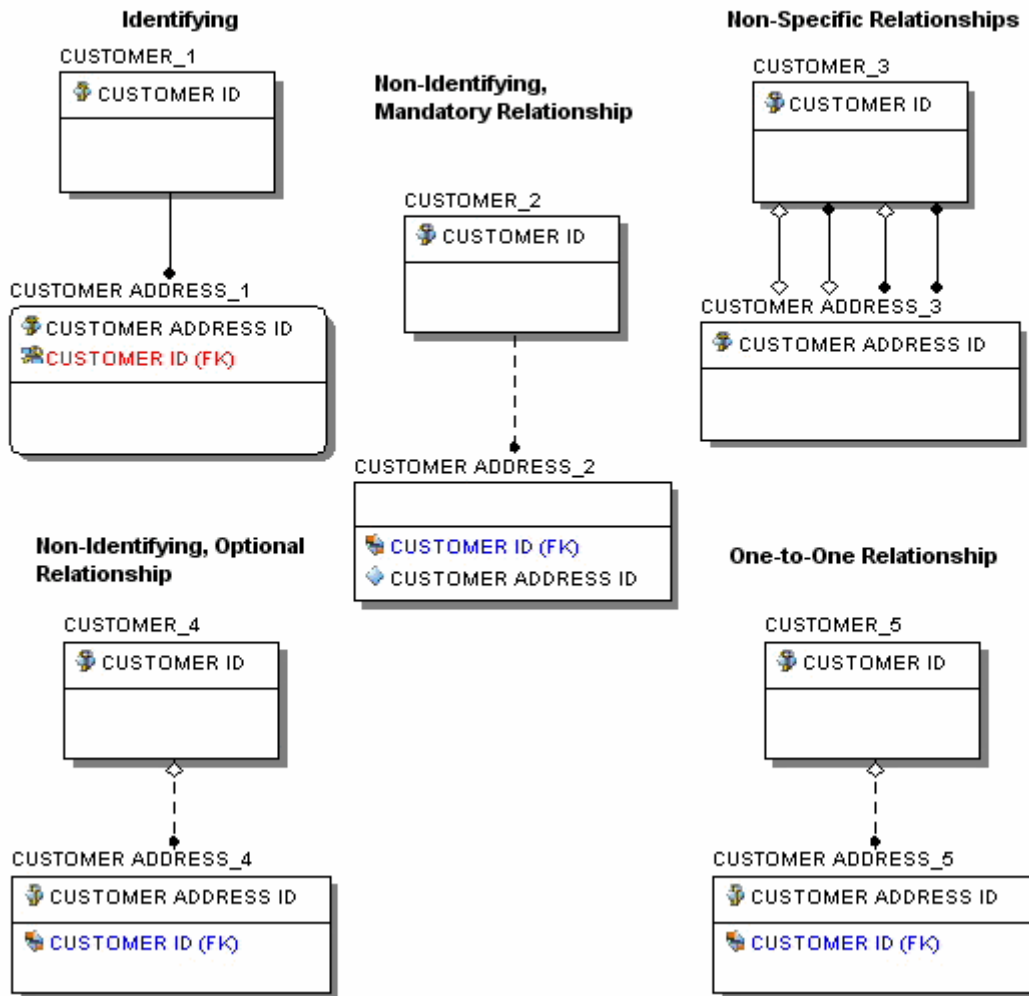 Identifying
CUSTOMER_1
CUSTOMER ID
CUSTOMER ADDRESS_1
CUSTOMER ADDRESS ID
CUSTOMER ID (FK)
Non-Identifying,
Mandatory Relationship
CUSTOMER_2
CUSTOMER ID
CUSTOMER ADDRESS_2
CUSTOMER ID (FK)
CUSTOMER ADDRESS ID
Non-Specific Relationships
CUSTOMER_3
CUSTOMER ID
CUSTOMER ADDRESS_3
CUSTOMER ADDRESS ID
Non-Identifying, Optional
Relationship
CUSTOMER_4
CUSTOMER ID
CUSTOMER ADDRESS_4
CUSTOMER ADDRESS ID
CUSTOMER ID (FK)
One-to-One Relationship
CUSTOMER_5
CUSTOMER ID
CUSTOMER ADDRESS_5
CUSTOMER ADDRESS ID
CUSTOMER ID (FK)